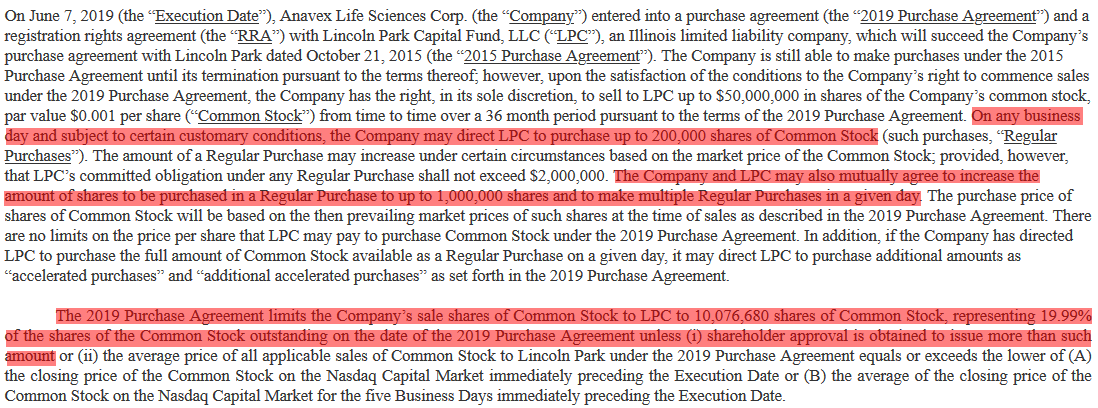 On June 7, 2019 (the “Execution Date”), Anavex Life Sciences Corp. (the “Company”) entered into a purchase agreement (the “2019 Purchase Agreement”) and a
registration rights agreement (the “RRA”) with Lincoln Park Capital Fund, LLC (“LPC”), an Illinois limited liability company, which will succeed the Company’s
purchase agreement with Lincoln Park dated October 21, 2015 (the “2015 Purchase Agreement”). The Company is still able to make purchases under the 2015
Purchase Agreement until its termination pursuant to the terms thereof; however, upon the satisfaction of the conditions to the Company’s right to commence sales
under the 2019 Purchase Agreement, the Company has the right, in its sole discretion, to sell to LPC up to $50,000,000 in shares of the Company’s common stock,
par value $0.001 per share (“Common Stock”) from time to time over a 36 month period pursuant to the terms of the 2019 Purchase Agreement. On any business
day and subject to certain customary conditions, the Company may direct LPC to purchase up to 200,000 shares of Common Stock (such purchases, “Regular
Purchases”). The amount of a Regular Purchase may increase under certain circumstances based on the market price of the Common Stock; provided, however,
that LPC’s committed obligation under any Regular Purchase shall not exceed $2,000,000. The Company and LPC may also mutually agree to increase the
amount of shares to be purchased in a Regular Purchase to up to 1,000,000 shares and to make multiple Regular Purchases in a given day. The purchase price of
shares of Common Stock will be based on the then prevailing market prices of such shares at the time of sales as described in the 2019 Purchase Agreement. There
are no limits on the price per share that LPC may pay to purchase Common Stock under the 2019 Purchase Agreement. In addition, if the Company has directed
LPC to purchase the full amount of Common Stock available as a Regular Purchase on a given day, it may direct LPC to purchase additional amounts as
“accelerated purchases” and “additional accelerated purchases” as set forth in the 2019 Purchase Agreement.
The 2019 Purchase Agreement limits the Company’s sale shares of Common Stock to LPC to 10,076,680 shares of Common Stock, representing 19.99%
of the shares of the Common Stock outstanding on the date of the 2019 Purchase Agreement unless (i) shareholder approval is obtained to issue more than such
amount or (ii) the average price of all applicable sales of Common Stock to Lincoln Park under the 2019 Purchase Agreement equals or exceeds the lower of (A)
the closing price of the Common Stock on the Nasdaq Capital Market immediately preceding the Execution Date or (B) the average of the closing price of the
Common Stock on the Nasdaq Capital Market for the five Business Days immediately preceding the Execution Date.